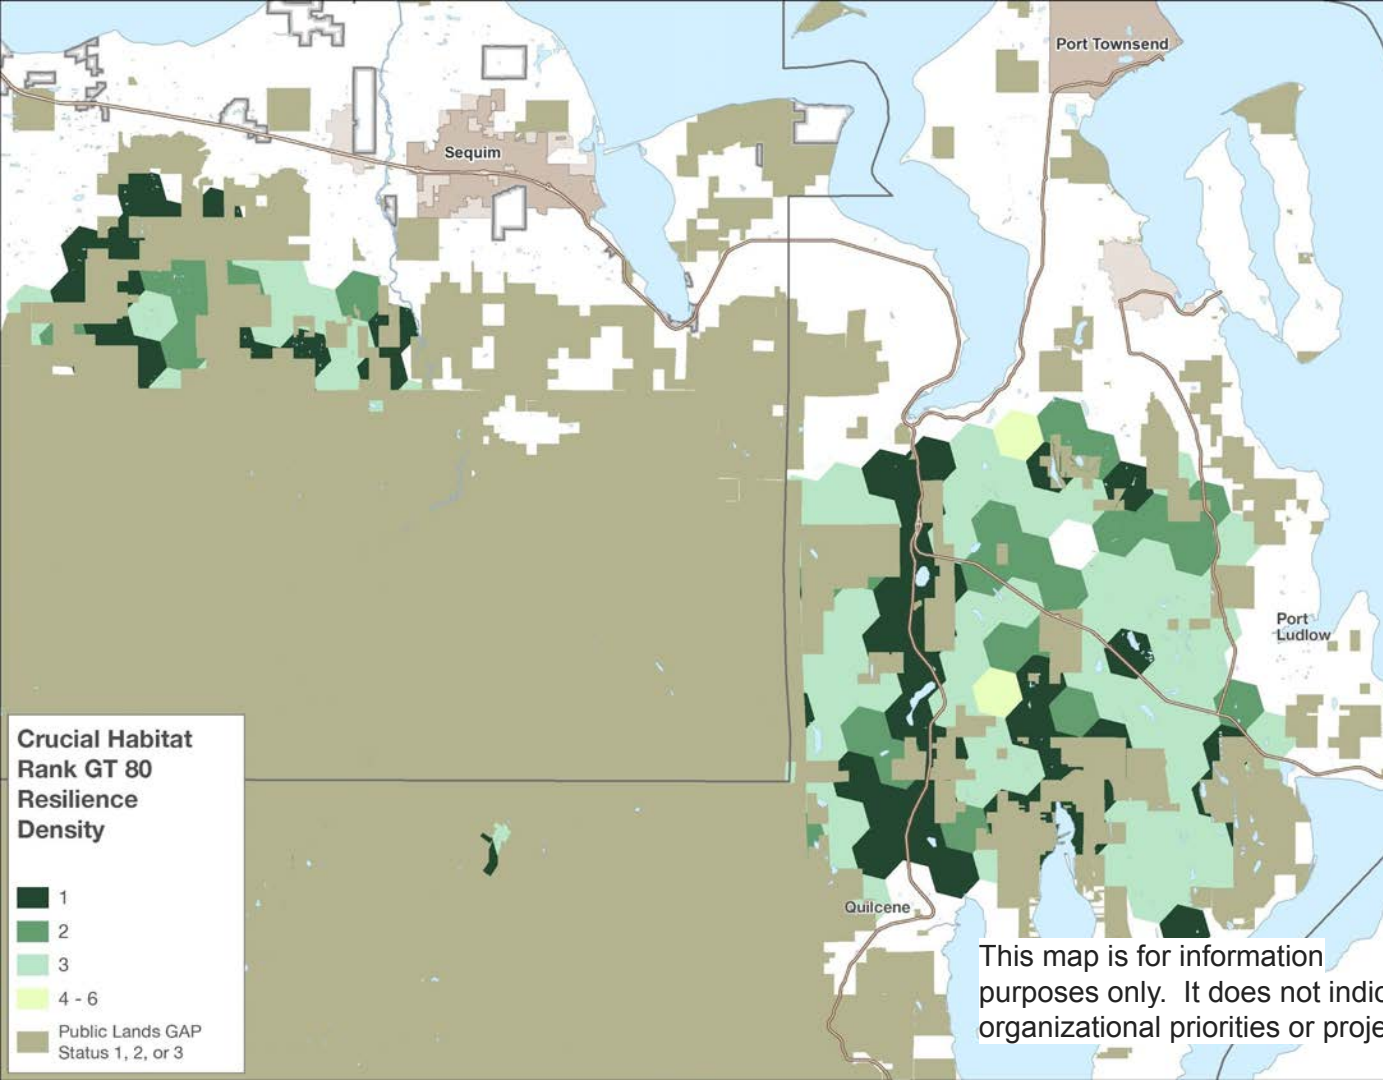 Port Townsend
Sequim
Port
Ludlow
Crucial Habitat
Rank GT 80
Resilience
Density
1
2
3
4 - 6
Public Lands GAP
Status 1, 2, or 3
Quilcene
This map is for information
purposes only.  It does not indic
organizational priorities or proje